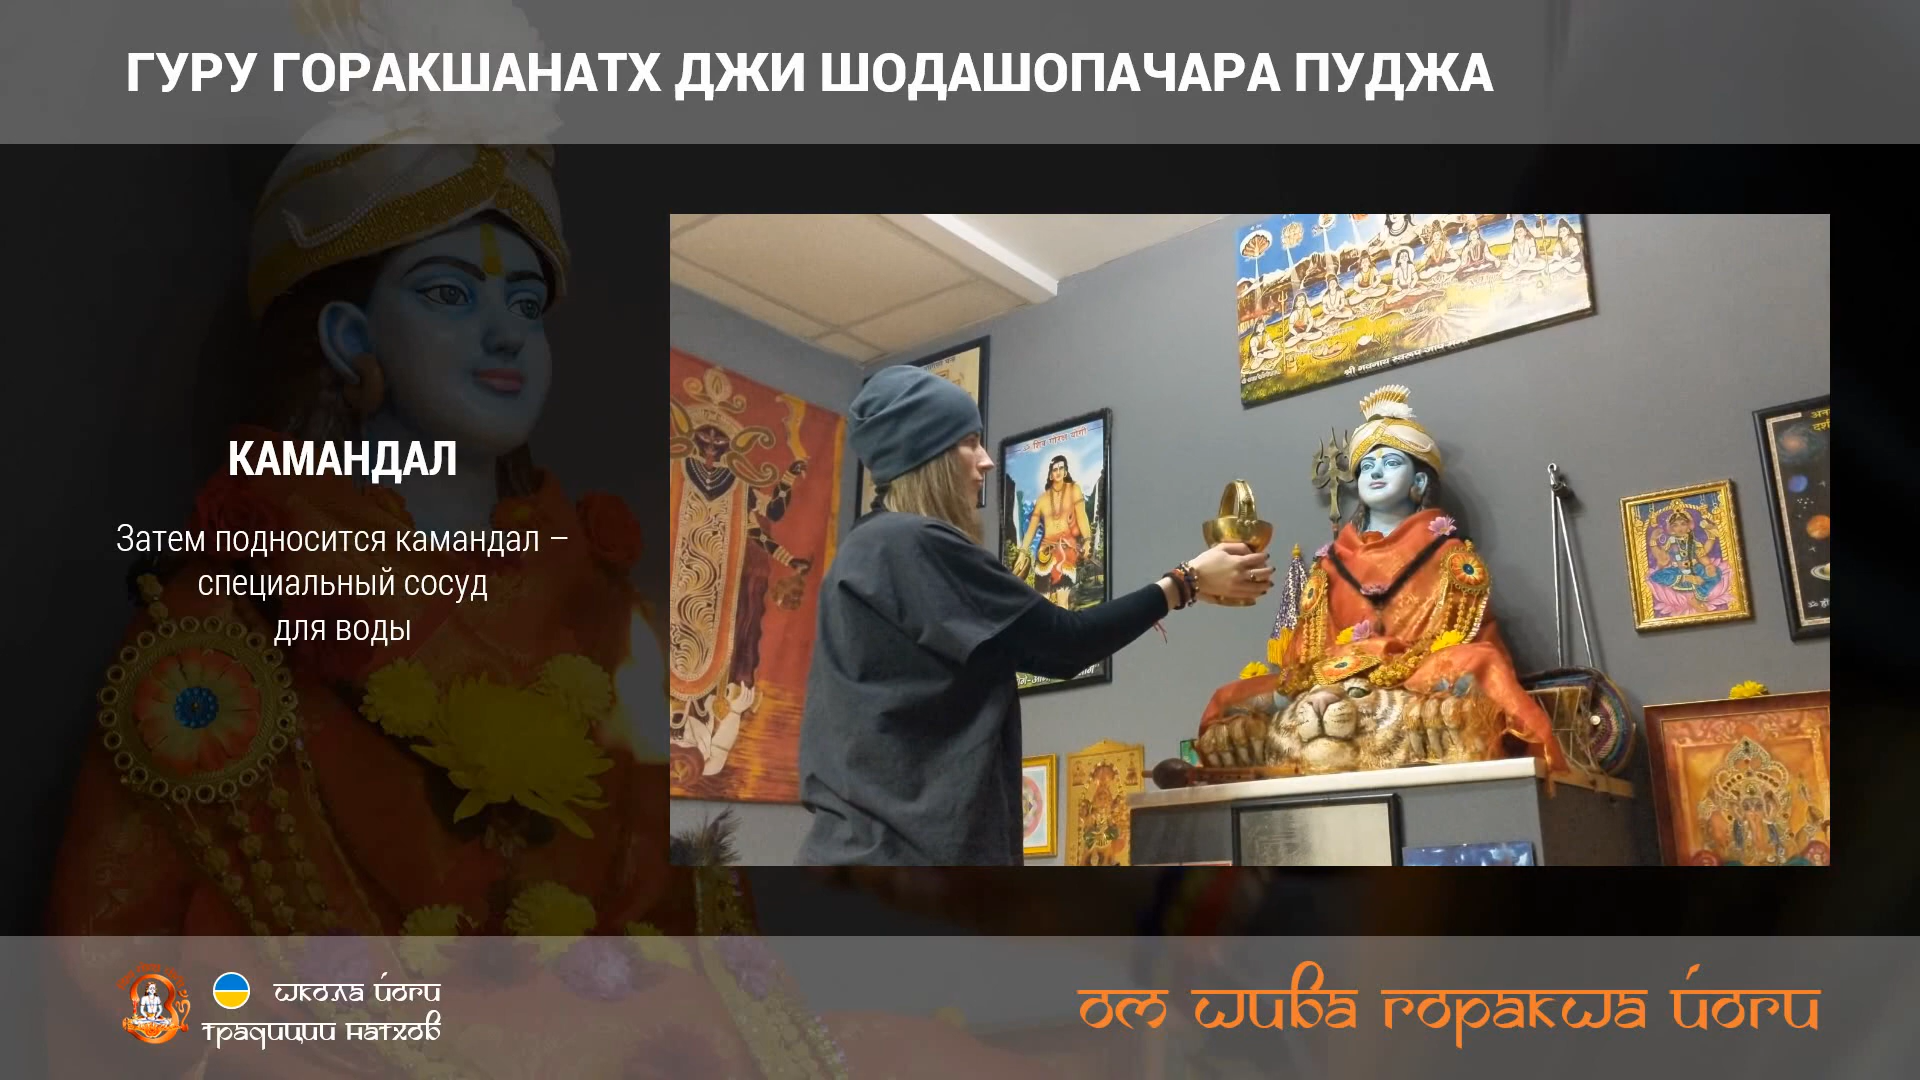 ГУРУ ГОРАКШАНАТХ ДЖИ ШОДАШОПАЧАРА ПУДЖА
КАМАНДАЛ
Затем подносится камандал –
специальный сосуд
для воды
ॐ शिव गोरक्ष योगी
школа йоги
традиции натхов
ом шива горакша йоги